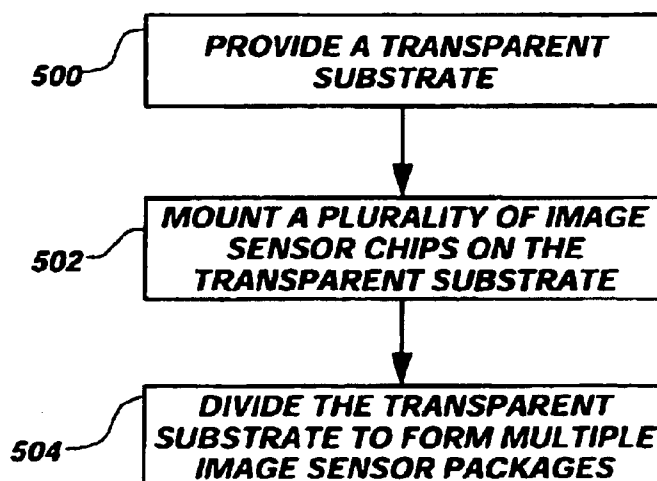 500
PROVIDE A TRANSPARENT
SUBSTRATE
502
MOUNT A PLURALITY OF IMAGE
SENSOR CHIPS ON THE
TRANSPARENT SUBSTRATE
504
DIVIDE THE TRANSPARENT
SUBSTRATE TO FORM MULTIPLE
IMAGE SENSOR PACKAGES